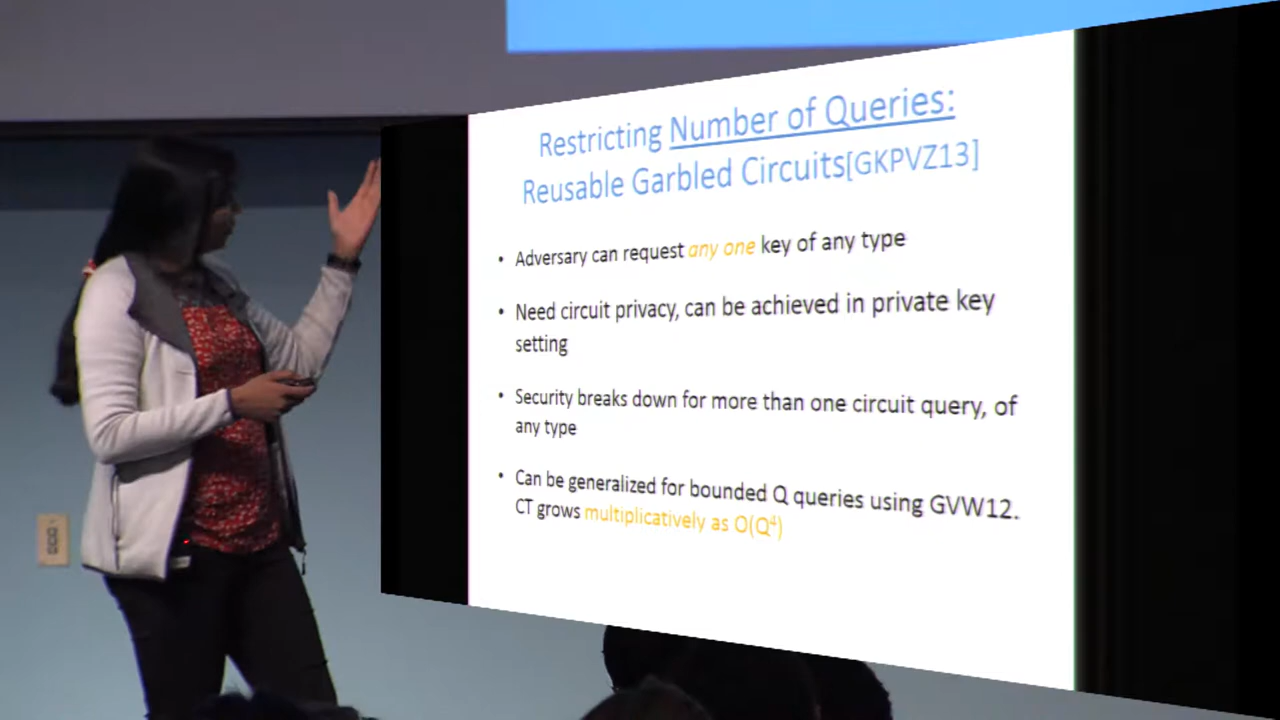 Restricting Number of Queries:
Reusable Garbled Circuits[GKPVZ13]
• Adversary can request any one key of any type
• Need circuit privacy, can be achieved in private key
setting
• Security breaks down for more than one circuit query, of
any type
• Can be generalized for bounded Q queries using GVW12.
CT grows multiplicatively as O(Q⁴)